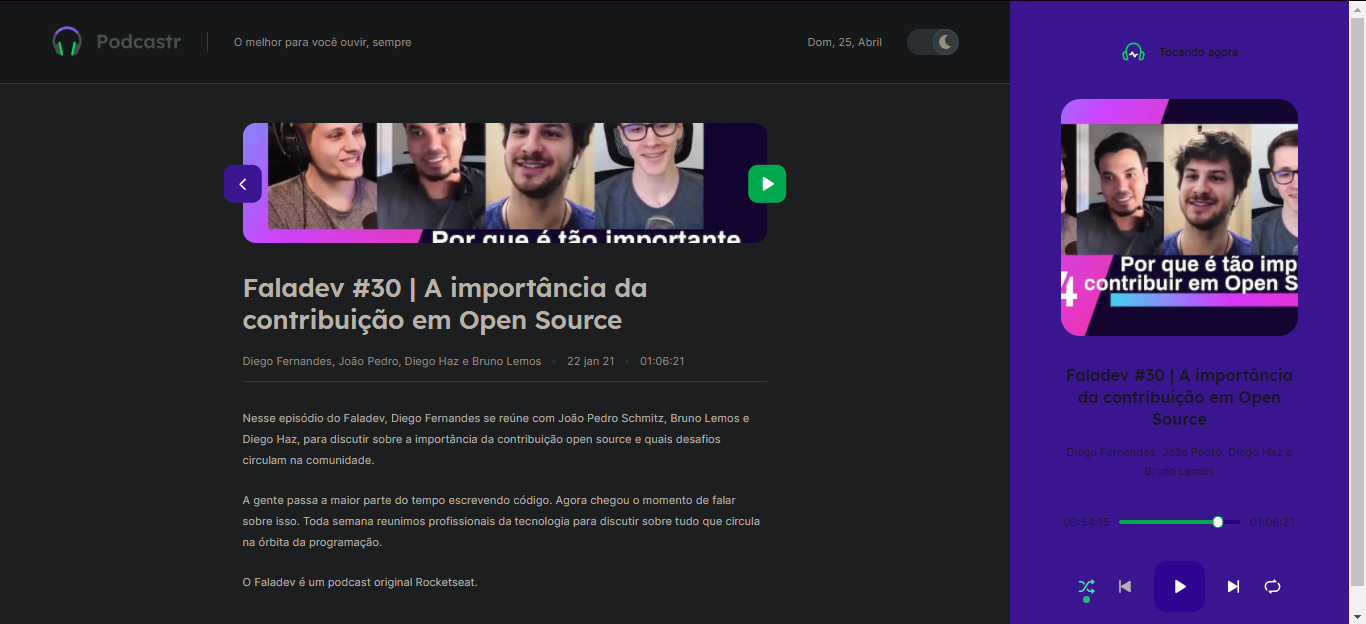 Podcastr
O melhor para você ouvir, sempre
Dom, 25, Abril
Por que é tão importante
Faladev #30 | A importância da
contribuição em Open Source
Diego Fernandes, João Pedro, Diego Haz e Bruno Lemos • 22 jan 21 • 01:06:21
Nesse episódio do Faladev, Diego Fernandes se reúne com João Pedro Schmitz, Bruno Lemos e
Diego Haz, para discutir sobre a importância da contribuição open source e quais desafios
circulam na comunidade.
A gente passa a maior parte do tempo escrevendo código. Agora chegou o momento de falar
sobre isso. Toda semana reunimos profissionais da tecnologia para discutir sobre tudo que circula
na órbita da programação.
O Faladev é um podcast original Rocketseat.
Tocando agora
Por que é tão imp
4 contribuir em Open S
Faladev #30 | A importância
da contribuição em Open
Source
Diego Fernandes, João Pedro, Diego Haz e
Bruno Lemos
00:54:15
01:06:21